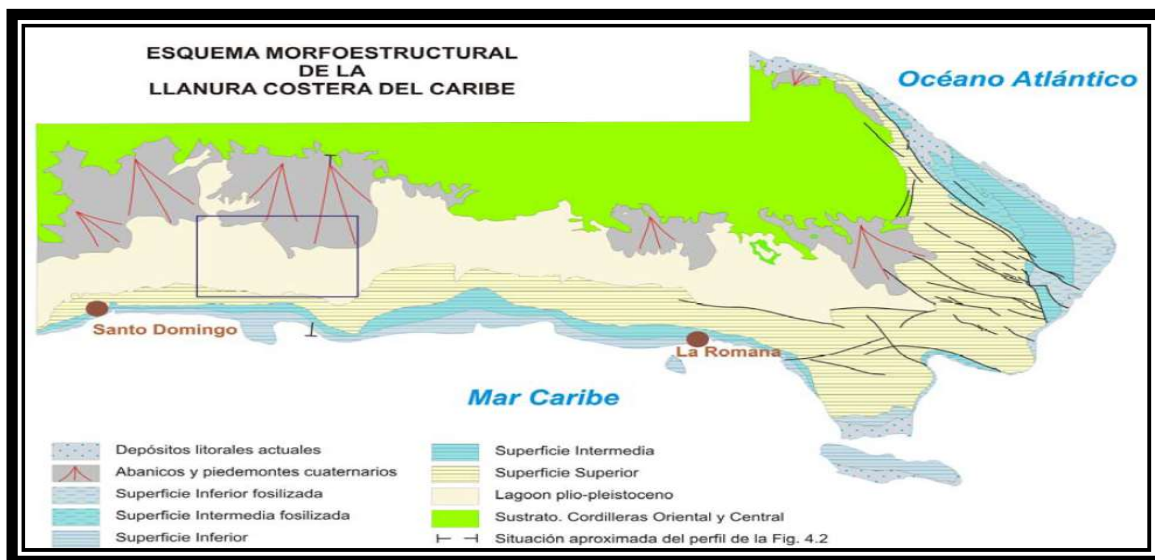 ESQUEMA MORFOESTRUCTURAL
DE LA
LLANURA COSTERA DEL CARIBE
Océano Atlántico
Santo Domingo
La Romana
Mar Caribe
Depósitos litorales actuales
Abanicos y piedemontes cuaternarios
Superficie Inferior fosilizada
Superficie Intermedia fosilizada
Superficie Inferior
Superficie Intermedia
Superficie Superior
Lagoon plio-pleistoceno
Sustrato. Cordilleras Oriental y Central
Situación aproximada del perfil de la Fig. 4.2